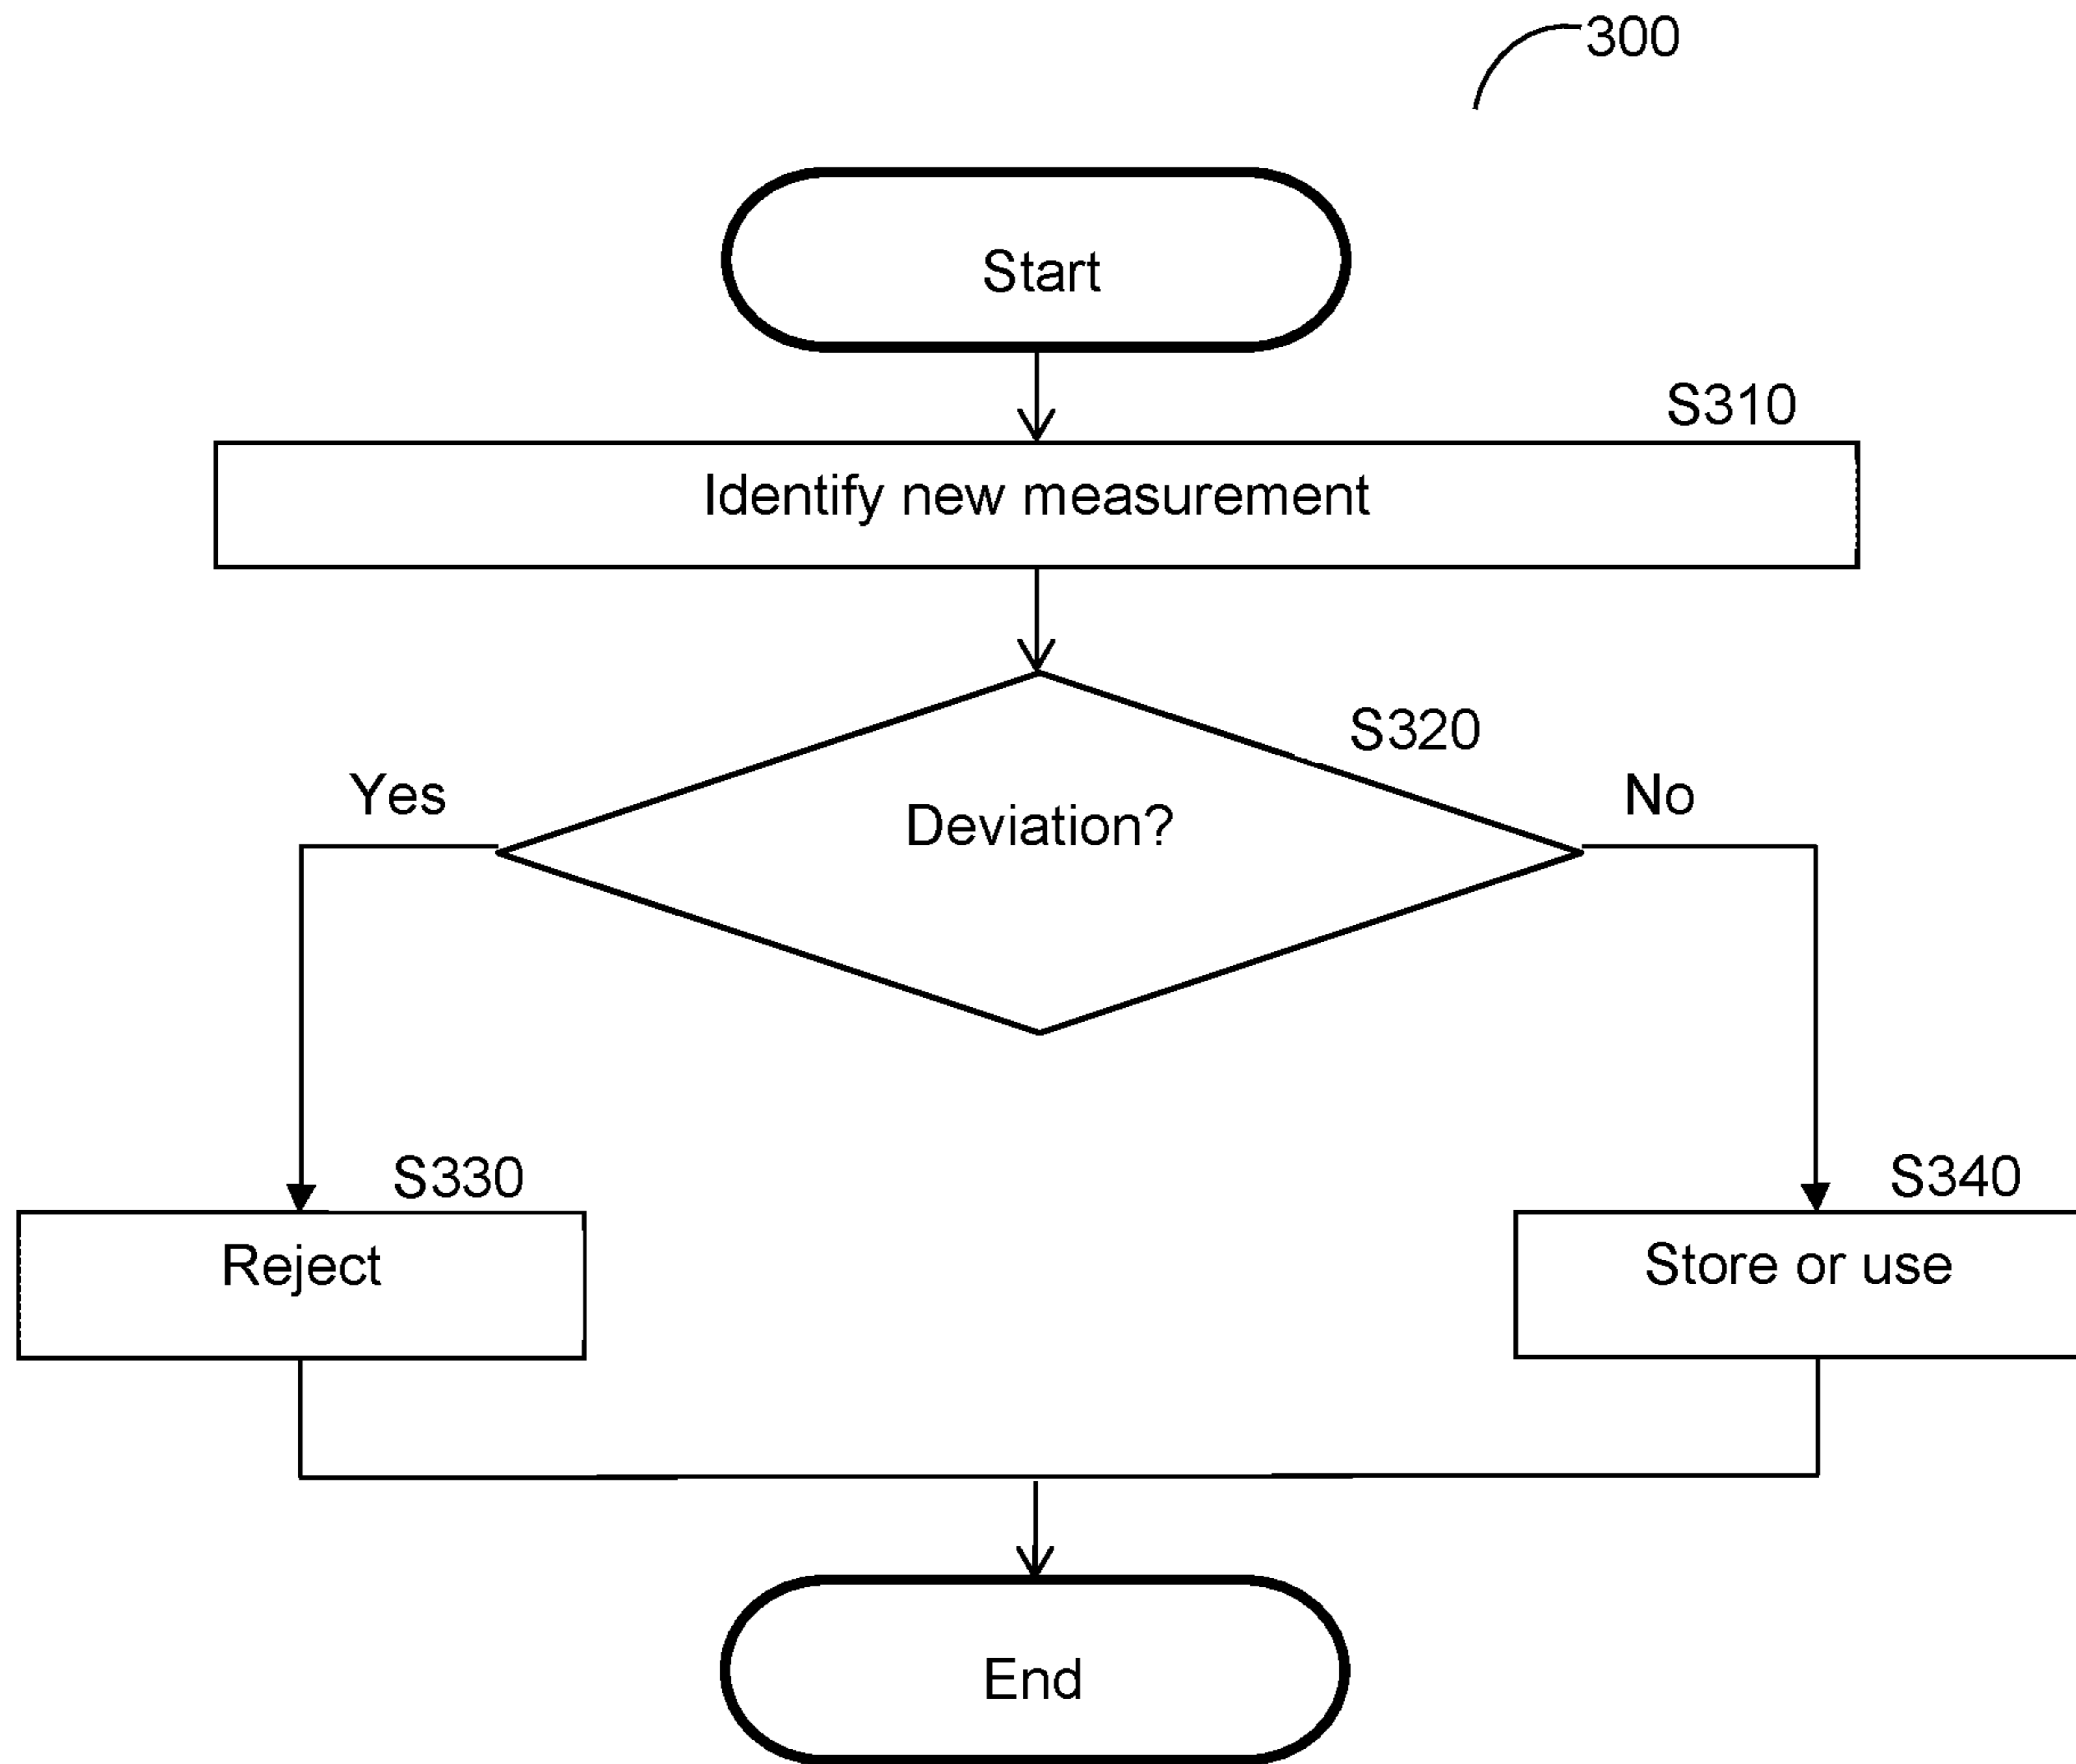 300
Start
S310
Identify new measurement
S320
Yes
No
Deviation?
S330
S340
Reject
Store or use
End